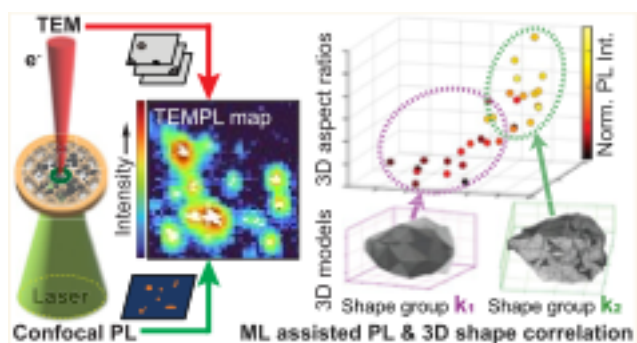 TEM
e-
TEMPL map
Intensity
Laser
Confocal PL
3D aspect ratios
Norm. PL Int.
3D models
Shape group k₁
Shape group k₂
ML assisted PL & 3D shape correlation